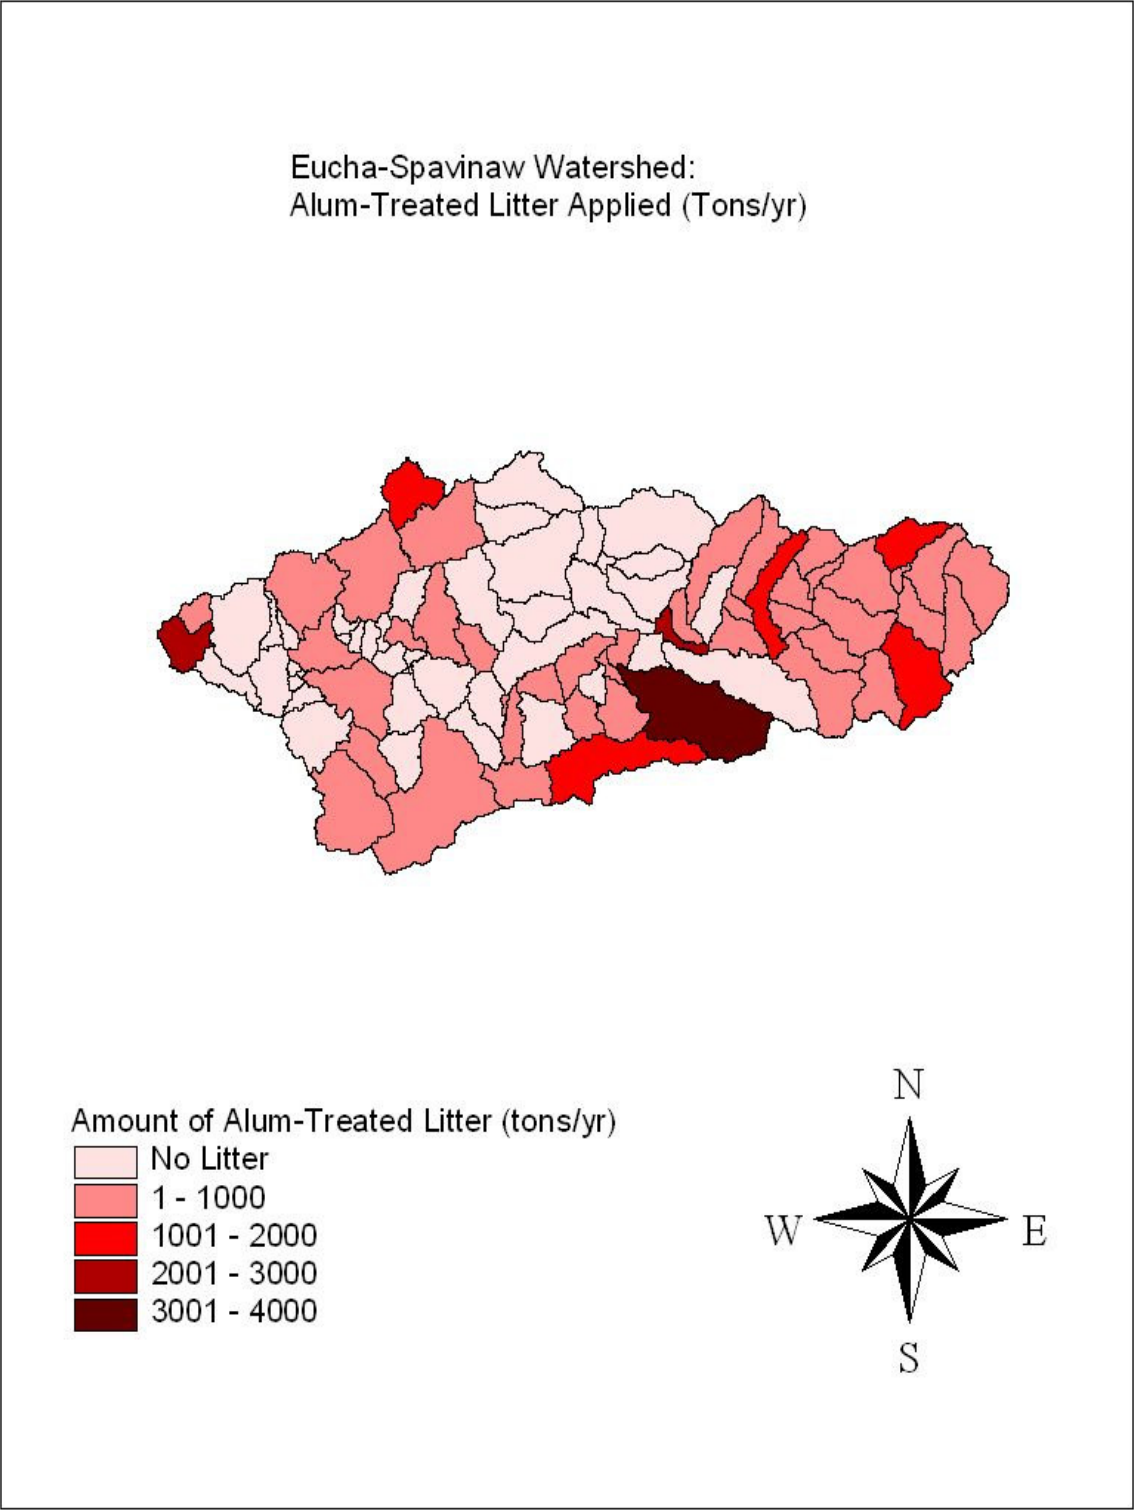 Eucha-Spavinaw Watershed:
Alum-Treated Litter Applied (Tons/yr)
Amount of Alum-Treated Litter (tons/yr)
No Litter
1 - 1000
1001 - 2000
2001 - 3000
3001 - 4000
N
W
E
S